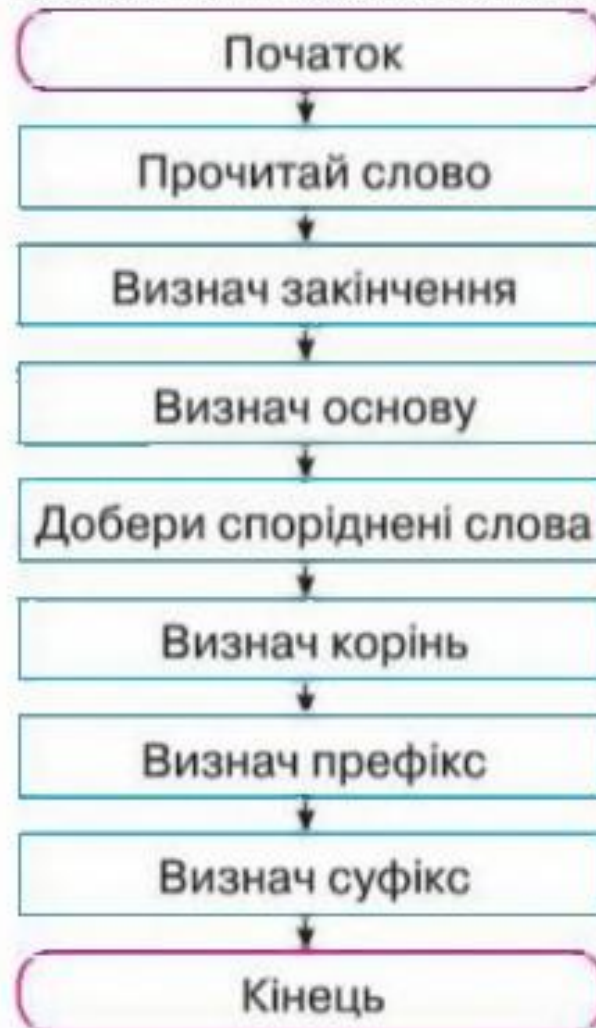 Початок
Прочитай слово
Визнач закінчення
Визнач основу
Добери споріднені слова
Визнач корінь
Визнач префікс
Визнач суфікс
Кінець